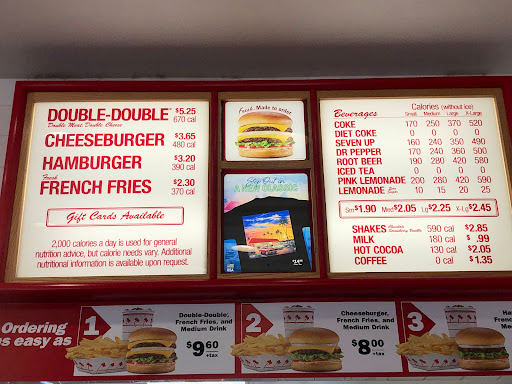 DOUBLE-DOUBLE® $5.25
Double Meat Double Cheese 670 cal
CHEESEBURGER $3.65
480 cal
HAMBURGER $3.20
390 cal
Fresh
FRENCH FRIES $2.30
370 cal
Gift Cards Available
2,000 calories a day is used for general
nutrition advice, but calorie needs vary. Additional
nutritional information is available upon request.
Fresh, Made to order
Step Out in
A NEW CLASSIC
Calories (without ice)
Beverages Small Medium Large X-Large
COKE 170 250 370 520
DIET COKE 0 0 0 0
SEVEN UP 160 240 350 490
DR PEPPER 170 240 360 500
ROOT BEER 190 280 420 580
ICED TEA 0 0 0 0
PINK LEMONADE 200 280 420 590
LEMONADE 10 15 20 25
Sm $1.90 Med $2.05 Lg $2.25 X-Lg $2.45
SHAKES Chocolate Strawberry Vanilla 590 cal $2.85
MILK 180 cal $ .99
HOT COCOA 130 cal $2.05
COFFEE 0 cal $1.35
Ordering
as easy as
1
Double-Double,
French Fries, and
Medium Drink
$9.60
+tax
2
Cheeseburger,
French Fries, and
Medium Drink
$8.00
+tax
3